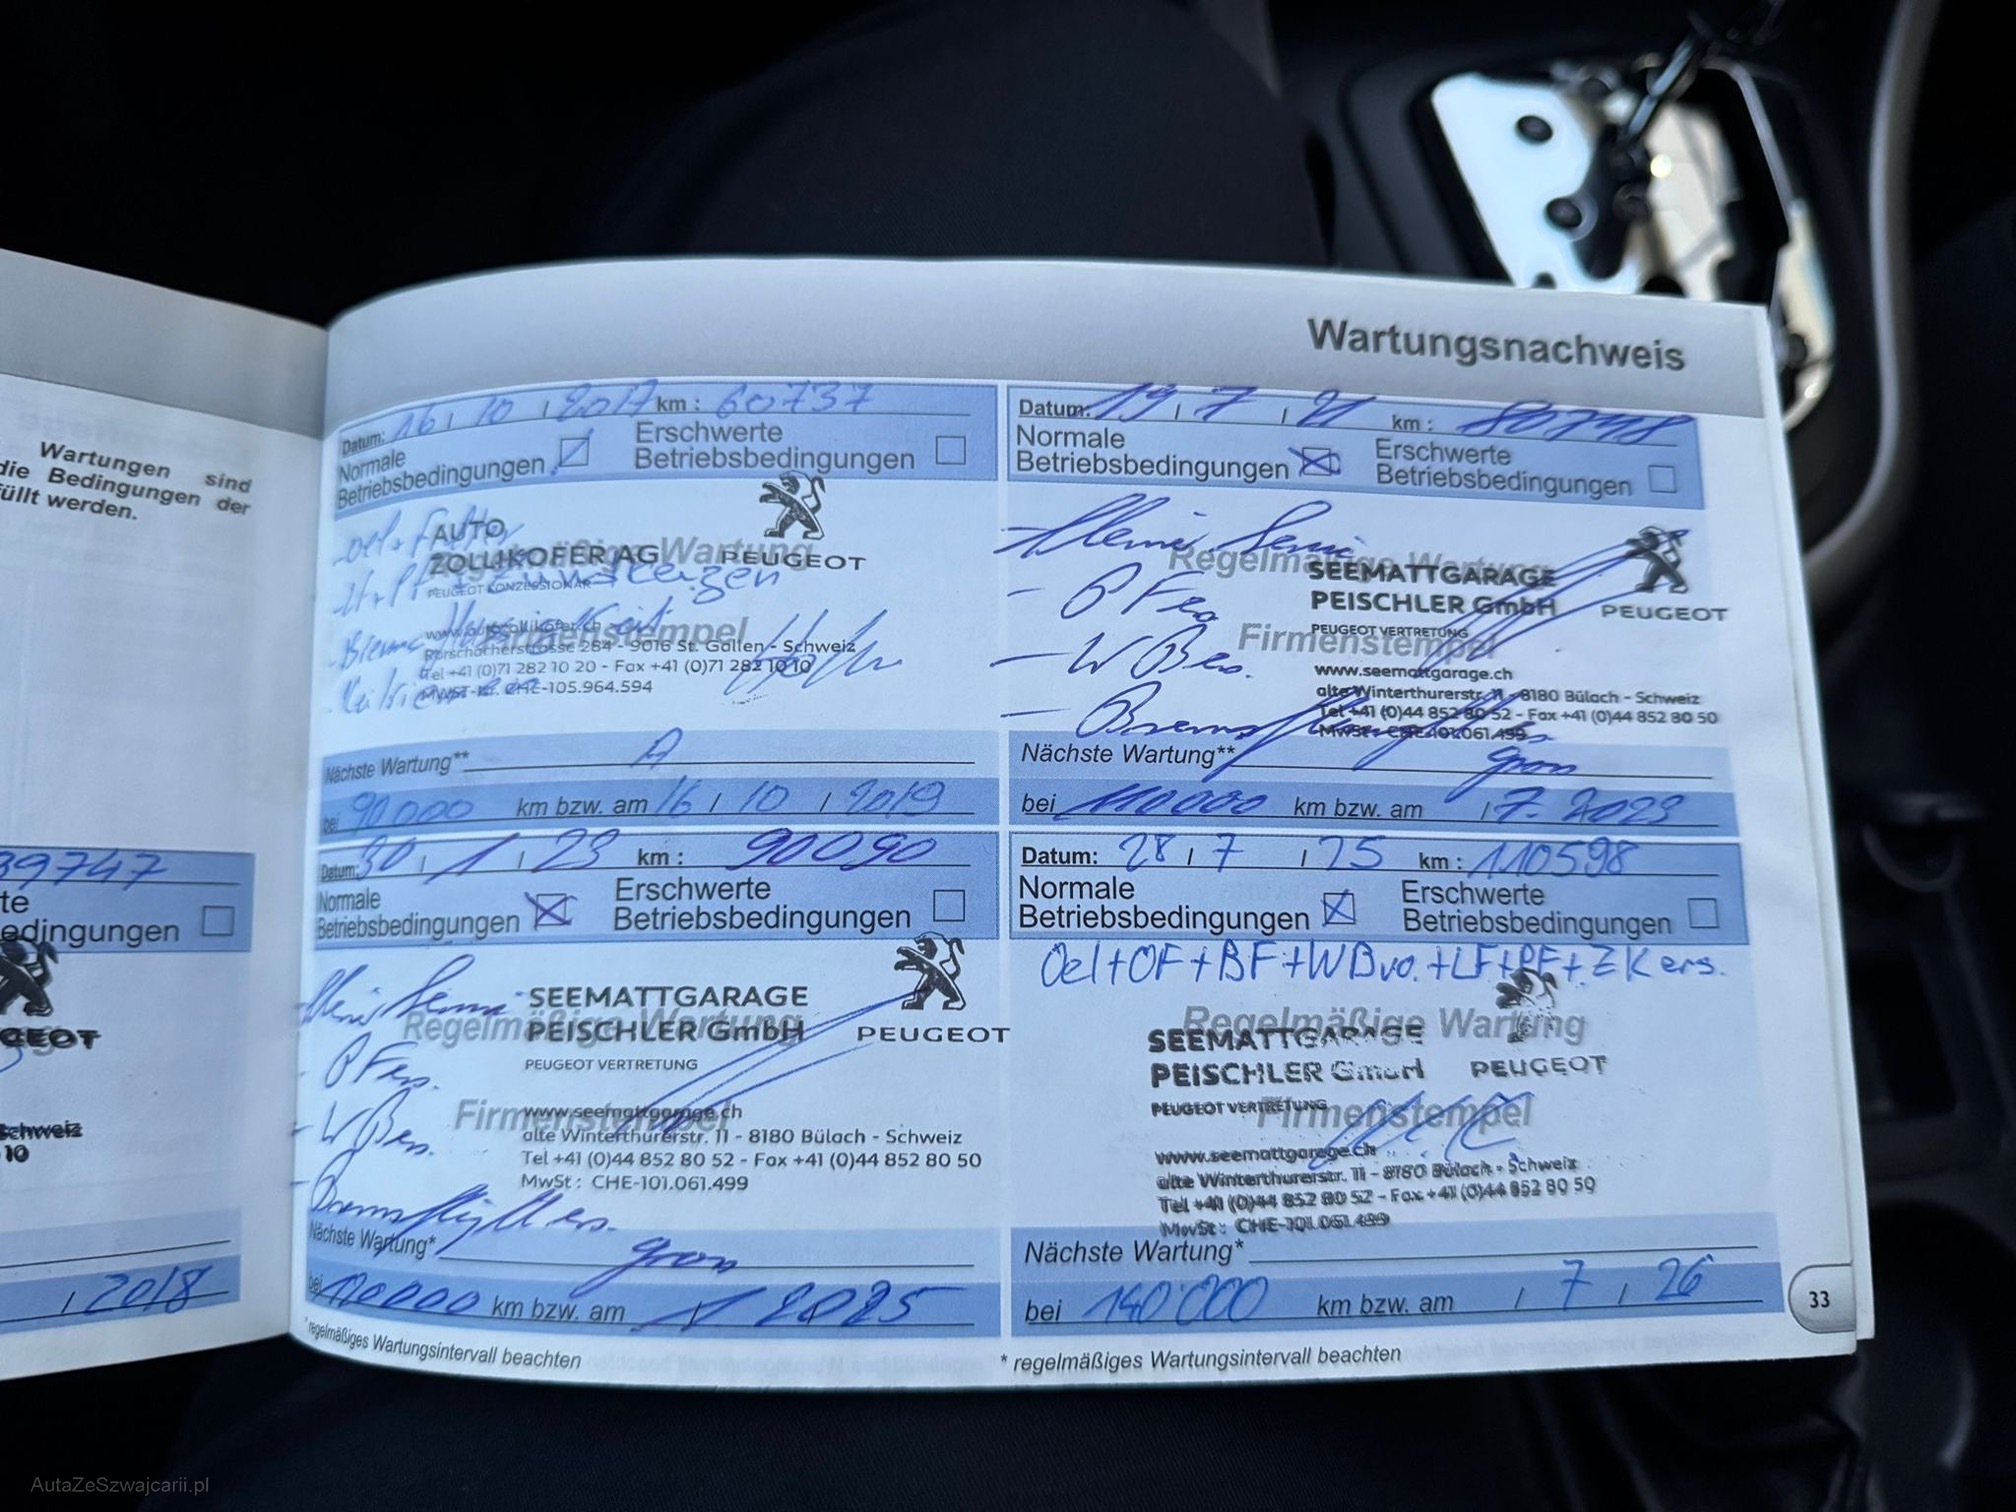 Wartungsnachweis
Wartungen sind
die Bedingungen der
füllt werden.
39747
te
edingungen
GEOT
Schweiz
10
/ 2018
Datum: 16 / 10 / 2017 km : 60737
Normale
Betriebsbedingungen
Erschwerte
Betriebsbedingungen
AUTO
ZOLLIKOFER AG
PEUGEOT KONZESSIONÄR
PEUGEOT
Regelmäßige Wartung
Firmenstempel
www.autozollikofer.ch
Rorschacherstrasse 284 - 9016 St. Gallen - Schweiz
Tel +41 (0)71 282 10 20 - Fax +41 (0)71 282 10 10
MwST-Nr. CHE-105.964.594
Nächste Wartung** A
bei 90000 km bzw. am 16 / 10 / 2019
Datum: 19 / 7 / 21 km : 80748
Normale
Betriebsbedingungen
Erschwerte
Betriebsbedingungen
Regelmäßige Wartung
SEEMATTGARAGE
PEISCHLER GmbH
PEUGEOT
PEUGEOT VERTRETUNG
Firmenstempel
www.seemattgarage.ch
alte Winterthurerstr. 11 - 8180 Bülach - Schweiz
Tel +41 (0)44 852 80 52 - Fax +41 (0)44 852 80 50
MwSt : CHE-101.061.499
Nächste Wartung** gross
bei 110000 km bzw. am / 7. 2023
Datum: 30 / 1 / 23 km : 90090
Normale
Betriebsbedingungen
Erschwerte
Betriebsbedingungen
SEEMATTGARAGE
Regelmäßige Wartung
PEISCHLER GmbH
PEUGEOT
PEUGEOT VERTRETUNG
Firmenstempel
www.seemattgarage.ch
alte Winterthurerstr. 11 - 8180 Bülach - Schweiz
Tel +41 (0)44 852 80 52 - Fax +41 (0)44 852 80 50
MwSt : CHE-101.061.499
Nächste Wartung* gross
bei 120000 km bzw. am / 1 2025
* regelmäßiges Wartungsintervall beachten
Datum: 28 / 7 / 25 km : 110598
Normale
Betriebsbedingungen
Erschwerte
Betriebsbedingungen
Oel+OF+BF+WBvo.+LF+PF+ZK ers.
Regelmäßige Wartung
SEEMATTGARAGE
PEISCHLER GmbH
PEUGEOT
PEUGEOT VERTRETUNG
Firmenstempel
www.seemattgarage.ch
alte Winterthurerstr. 11 - 8180 Bülach - Schweiz
Tel +41 (0)44 852 80 52 - Fax +41 (0)44 852 80 50
MwSt : CHE-101.061.499
Nächste Wartung*
bei 140'000 km bzw. am / 7 / 26
* regelmäßiges Wartungsintervall beachten
33
AutaZeSzwajcarii.pl